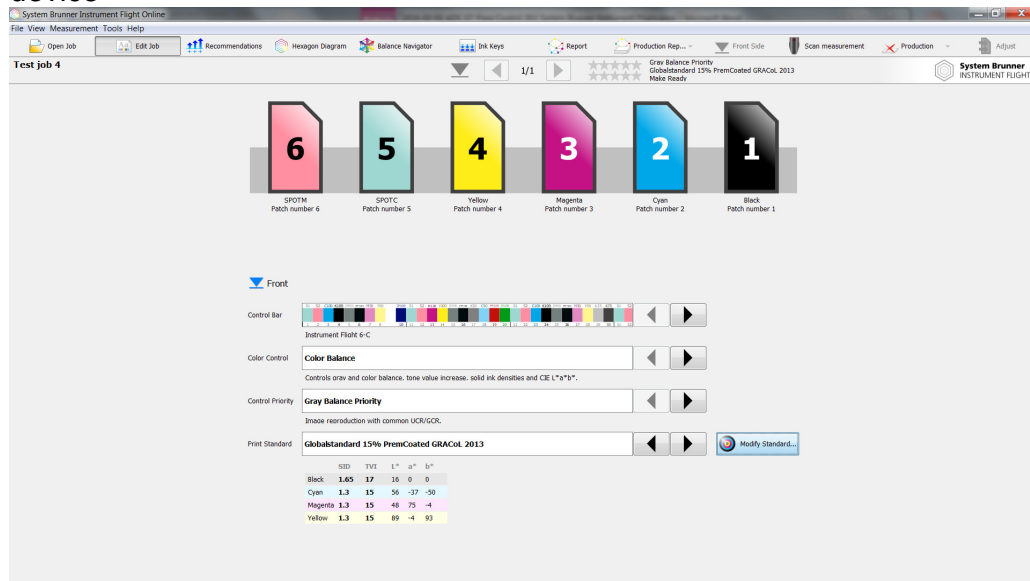 device
System Brunner Instrument Flight Online
File View Measurement Tools Help
Open Job Edit Job Recommendations Hexagon Diagram Balance Navigator Ink Keys Report Production Rep... Front Side Scan measurement Production Adjust
Test job 4
1/1
Gray Balance Priority
Globalstandard 15% PremCoated GRACoL 2013
Make Ready
System Brunner
INSTRUMENT FLIGHT
6 5 4 3 2 1
SPOTM SPOTC Yellow Magenta Cyan Black
Patch number 6 Patch number 5 Patch number 4 Patch number 3 Patch number 2 Patch number 1
Front
Control Bar
Instrument Flight 6-C
Color Control Color Balance
Controls gray and color balance. tone value increase. solid ink densities and CIE L*a*b*.
Control Priority Gray Balance Priority
Image reproduction with common UCR/GCR.
Print Standard Globalstandard 15% PremCoated GRACoL 2013 Modify Standard...
SID TVI L* a* b*
Black 1.65 17 16 0 0
Cyan 1.3 15 56 -37 -50
Magenta 1.3 15 48 75 -4
Yellow 1.3 15 89 -4 93